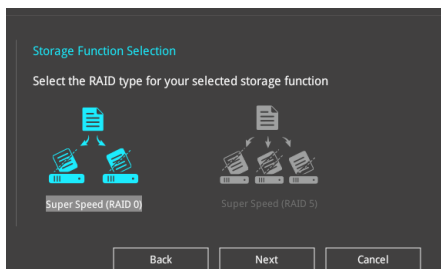 Storage Function Selection
Select the RAID type for your selected storage function
Super Speed (RAID 0)
Super Speed (RAID 5)
Back
Next
Cancel